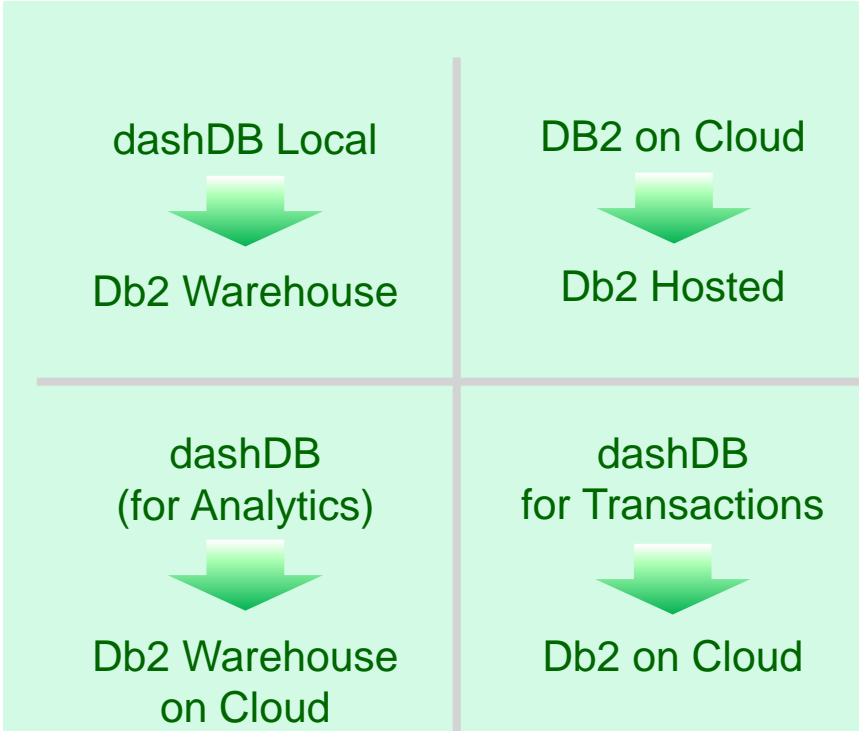 dashDB Local
Db2 Warehouse
DB2 on Cloud
Db2 Hosted
dashDB
(for Analytics)
Db2 Warehouse
on Cloud
dashDB
for Transactions
Db2 on Cloud